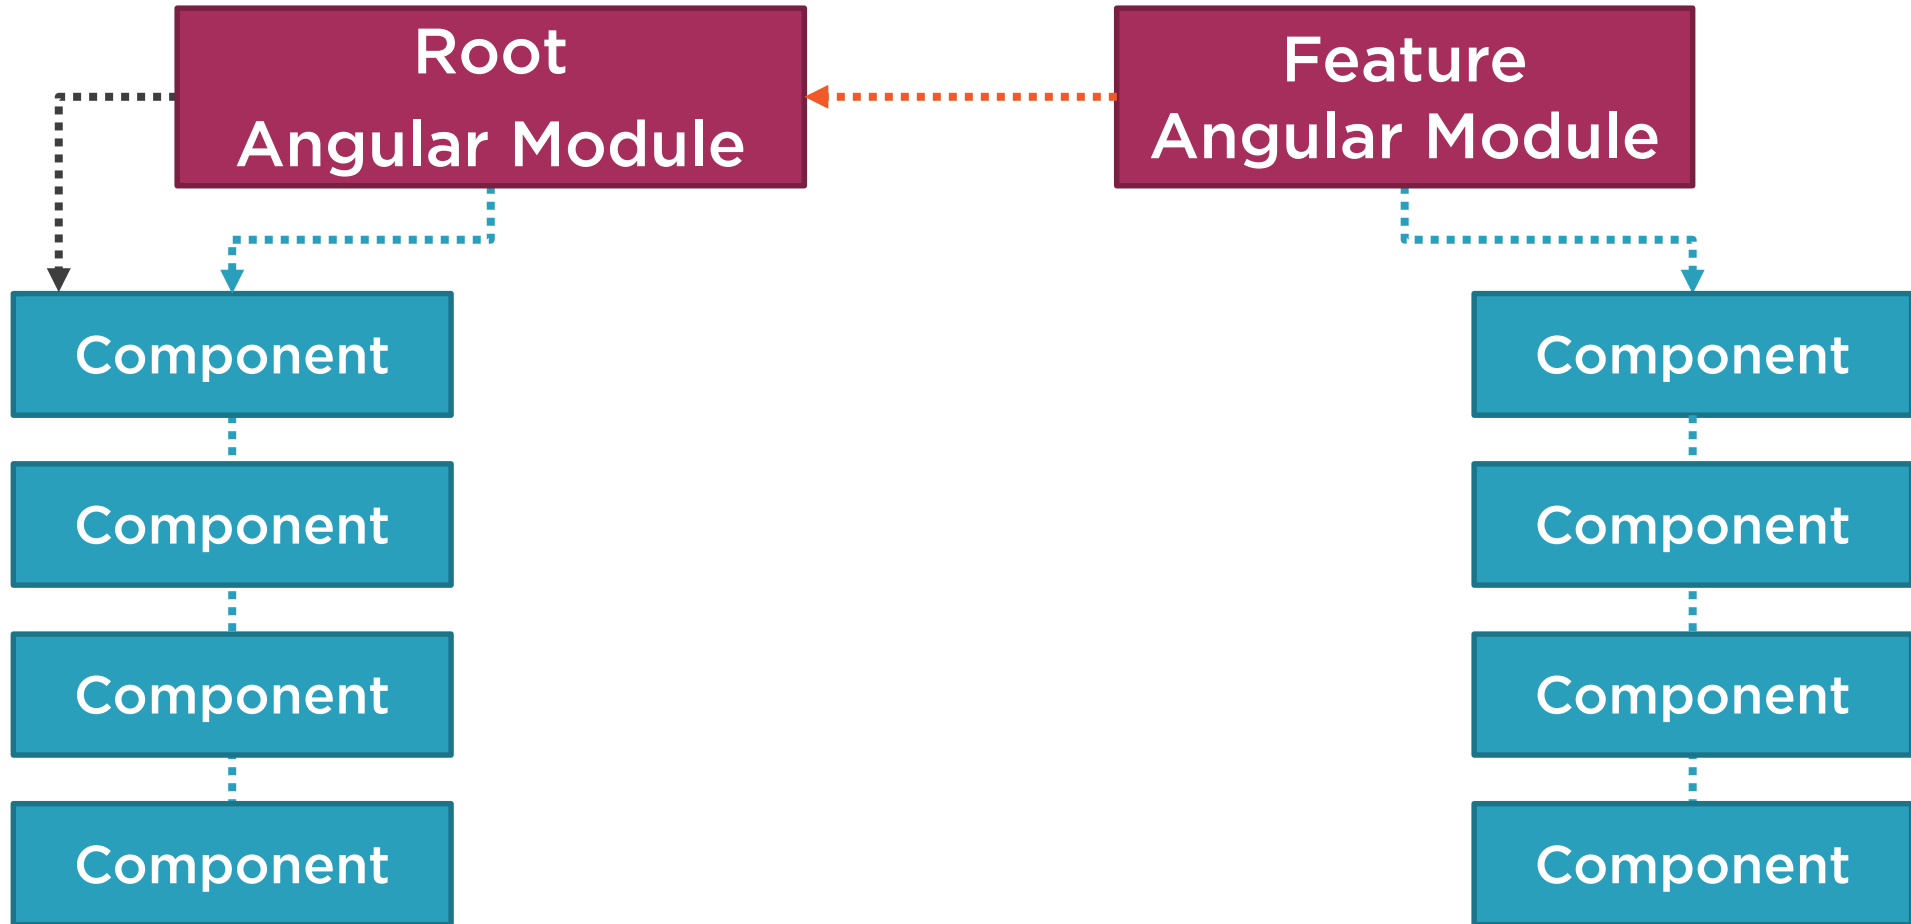 Root
Angular Module
Feature
Angular Module
Component
Component
Component
Component
Component
Component
Component
Component